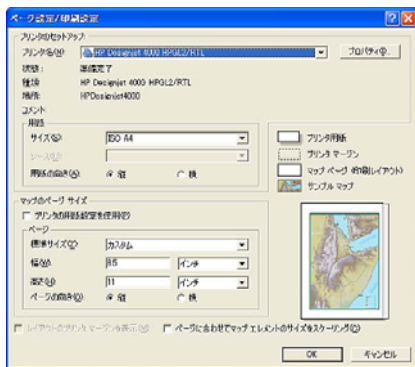 ページ設定/印刷設定
プリンタのセットアップ
プリンタ名(N) HP Designjet 4000 HPGL2/RTL プロパティ(P)...
状態: 準備完了
種類: HP Designjet 4000 HPGL2/RTL
場所: HPDesignjet4000
コメント
用紙
サイズ(S) ISO A4
ソース(U)
用紙の向き(A) 縦 横
プリンタ用紙
プリンタ マージン
マップ ページ (印刷レイアウト)
サンプル マップ
マップのページ サイズ
プリンタの用紙設定を使用(P)
ページ
標準サイズ(Z) カスタム
幅(W) 8.5 インチ
高さ(H) 11 インチ
ページの向き(O) 縦 横
レイアウトのプリンタ マージンを表示(M)
ページに合わせてマップ エレメントのサイズをスケーリング(C)
OK キャンセル